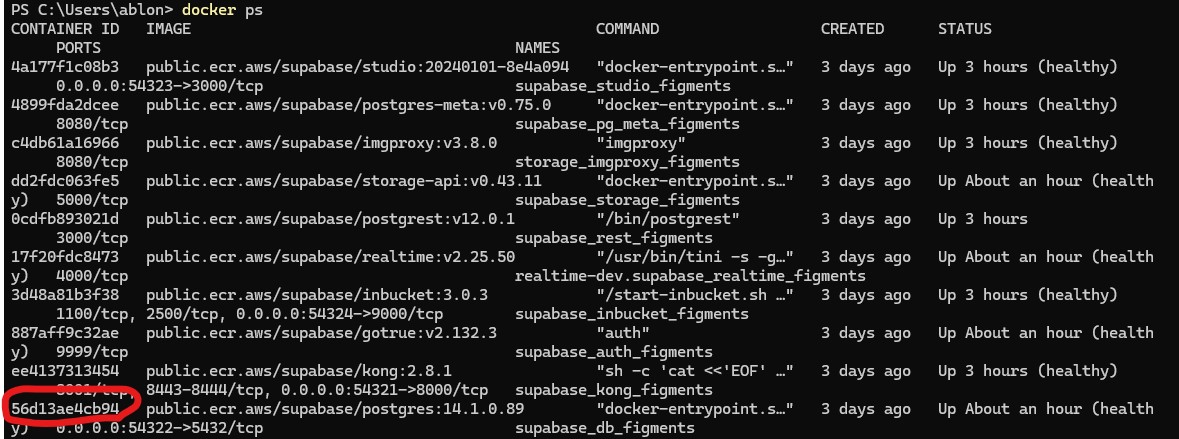 PS C:\Users\ablon> docker ps
CONTAINER ID   IMAGE                                             COMMAND                  CREATED      STATUS
     PORTS                                              NAMES
4a177f1c08b3   public.ecr.aws/supabase/studio:20240101-8e4a094   "docker-entrypoint.s…"   3 days ago   Up 3 hours (healthy)
     0.0.0.0:54323->3000/tcp                            supabase_studio_figments
4899fda2dcee   public.ecr.aws/supabase/postgres-meta:v0.75.0     "docker-entrypoint.s…"   3 days ago   Up 3 hours (healthy)
     8080/tcp                                           supabase_pg_meta_figments
c4db61a16966   public.ecr.aws/supabase/imgproxy:v3.8.0           "imgproxy"               3 days ago   Up 3 hours (healthy)
     8080/tcp                                           storage_imgproxy_figments
dd2fdc063fe5   public.ecr.aws/supabase/storage-api:v0.43.11      "docker-entrypoint.s…"   3 days ago   Up About an hour (health
y)   5000/tcp                                           supabase_storage_figments
0cdfb893021d   public.ecr.aws/supabase/postgrest:v12.0.1         "/bin/postgrest"         3 days ago   Up 3 hours
     3000/tcp                                           supabase_rest_figments
17f20fdc8473   public.ecr.aws/supabase/realtime:v2.25.50         "/usr/bin/tini -s -g…"   3 days ago   Up About an hour (health
y)   4000/tcp                                           realtime-dev.supabase_realtime_figments
3d48a81b3f38   public.ecr.aws/supabase/inbucket:3.0.3            "/start-inbucket.sh …"   3 days ago   Up 3 hours (healthy)
     1100/tcp, 2500/tcp, 0.0.0.0:54324->9000/tcp        supabase_inbucket_figments
887aff9c32ae   public.ecr.aws/supabase/gotrue:v2.132.3           "auth"                   3 days ago   Up About an hour (health
y)   9999/tcp                                           supabase_auth_figments
ee4137313454   public.ecr.aws/supabase/kong:2.8.1                "sh -c 'cat <<'EOF' …"   3 days ago   Up 3 hours (healthy)
     8443-8444/tcp, 0.0.0.0:54321->8000/tcp   supabase_kong_figments
56d13ae4cb94   public.ecr.aws/supabase/postgres:14.1.0.89        "docker-entrypoint.s…"   3 days ago   Up About an hour (health
y)   0.0.0.0:54322->5432/tcp                            supabase_db_figments